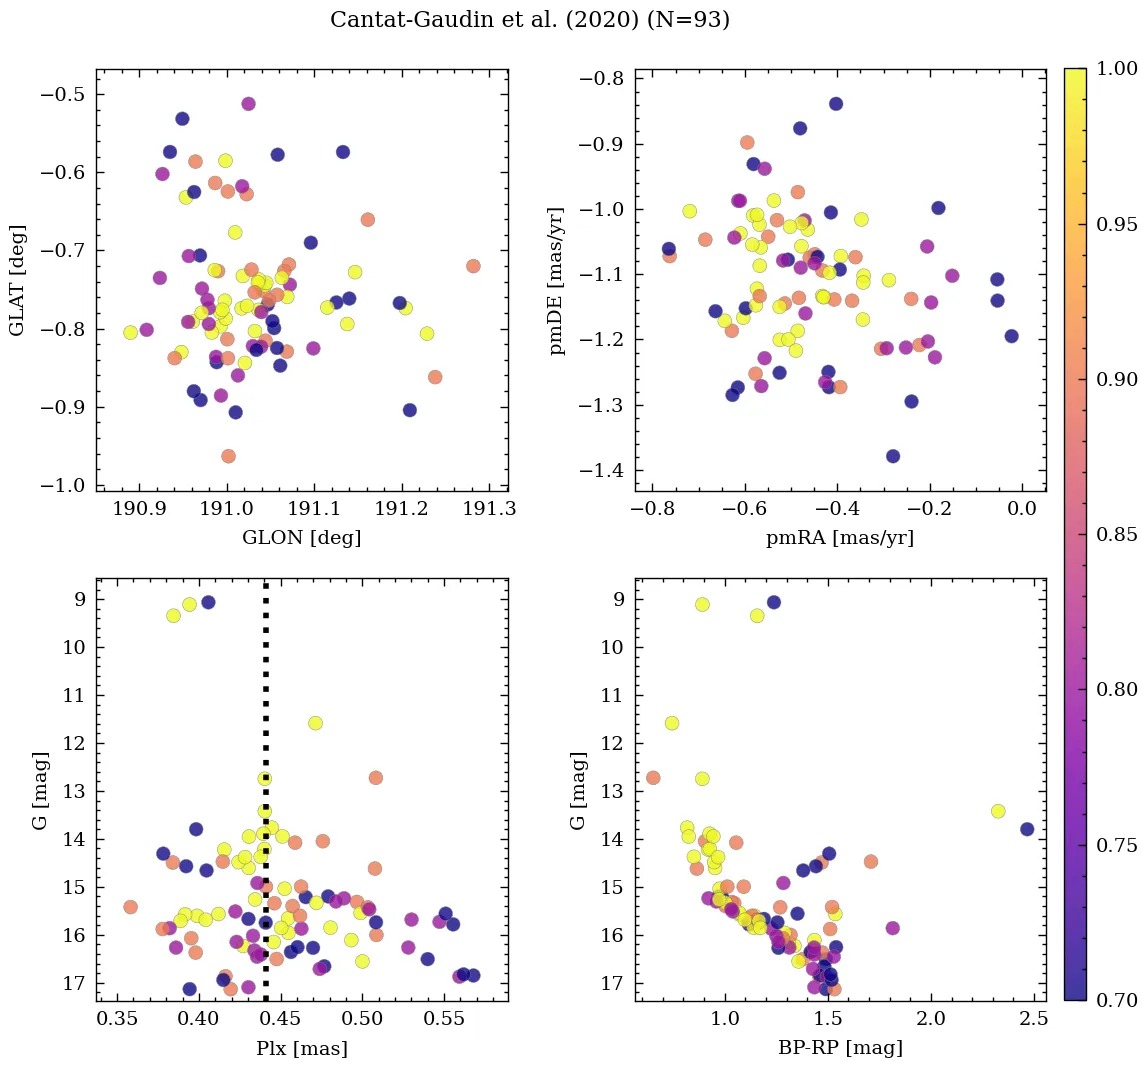 Cantat-Gaudin et al. (2020) (N=93)
−0.5
−0.6
−0.7
−0.8
−0.9
−1.0
GLAT [deg]
190.9 191.0 191.1 191.2 191.3
GLON [deg]
−0.8
−0.9
−1.0
−1.1
−1.2
−1.3
−1.4
pmDE [mas/yr]
−0.8 −0.6 −0.4 −0.2 0.0
pmRA [mas/yr]
9
10
11
12
13
14
15
16
17
G [mag]
0.35 0.40 0.45 0.50 0.55
Plx [mas]
9
10
11
12
13
14
15
16
17
G [mag]
1.0 1.5 2.0 2.5
BP-RP [mag]
1.00
0.95
0.90
0.85
0.80
0.75
0.70